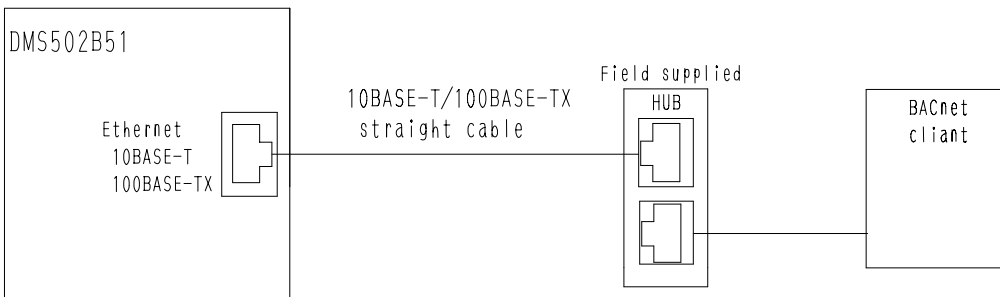 DMS502B51
Ethernet
10BASE-T
100BASE-TX
10BASE-T/100BASE-TX
straight cable
Field supplied
HUB
BACnet
cliant